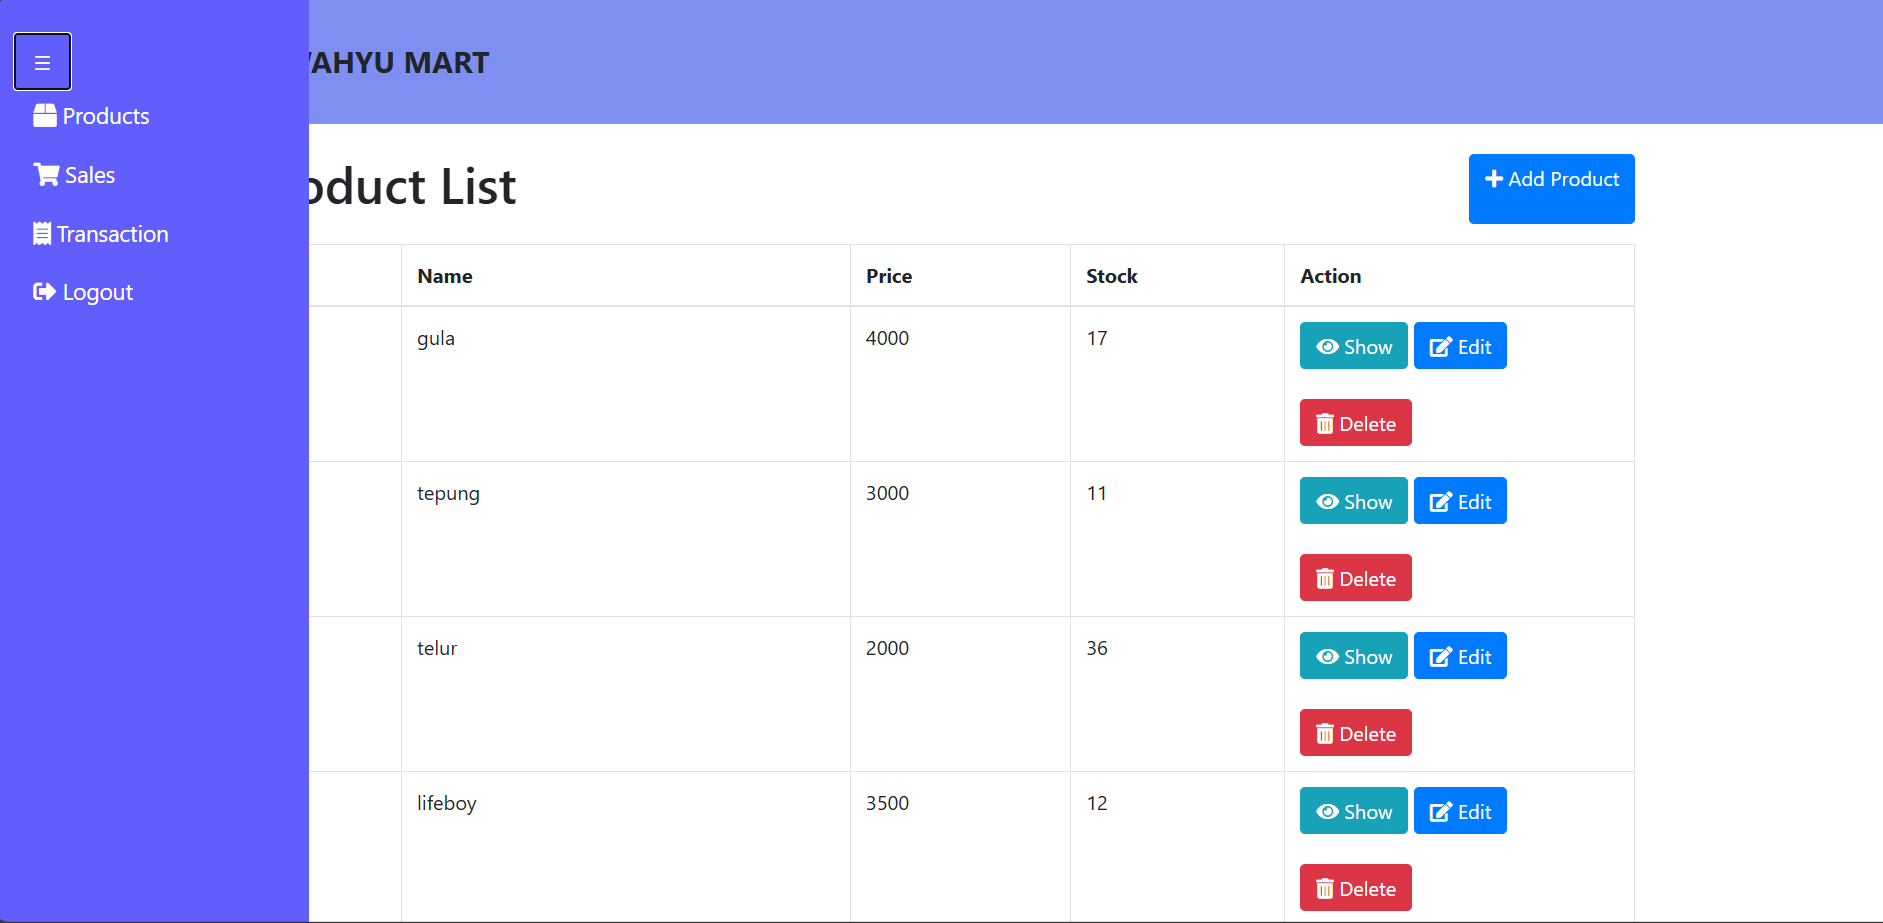 Products
Sales
Transaction
Logout
AHYU MART
oduct List
Add Product
Name Price Stock Action
gula 4000 17 Show Edit
Delete
tepung 3000 11 Show Edit
Delete
telur 2000 36 Show Edit
Delete
lifeboy 3500 12 Show Edit
Delete